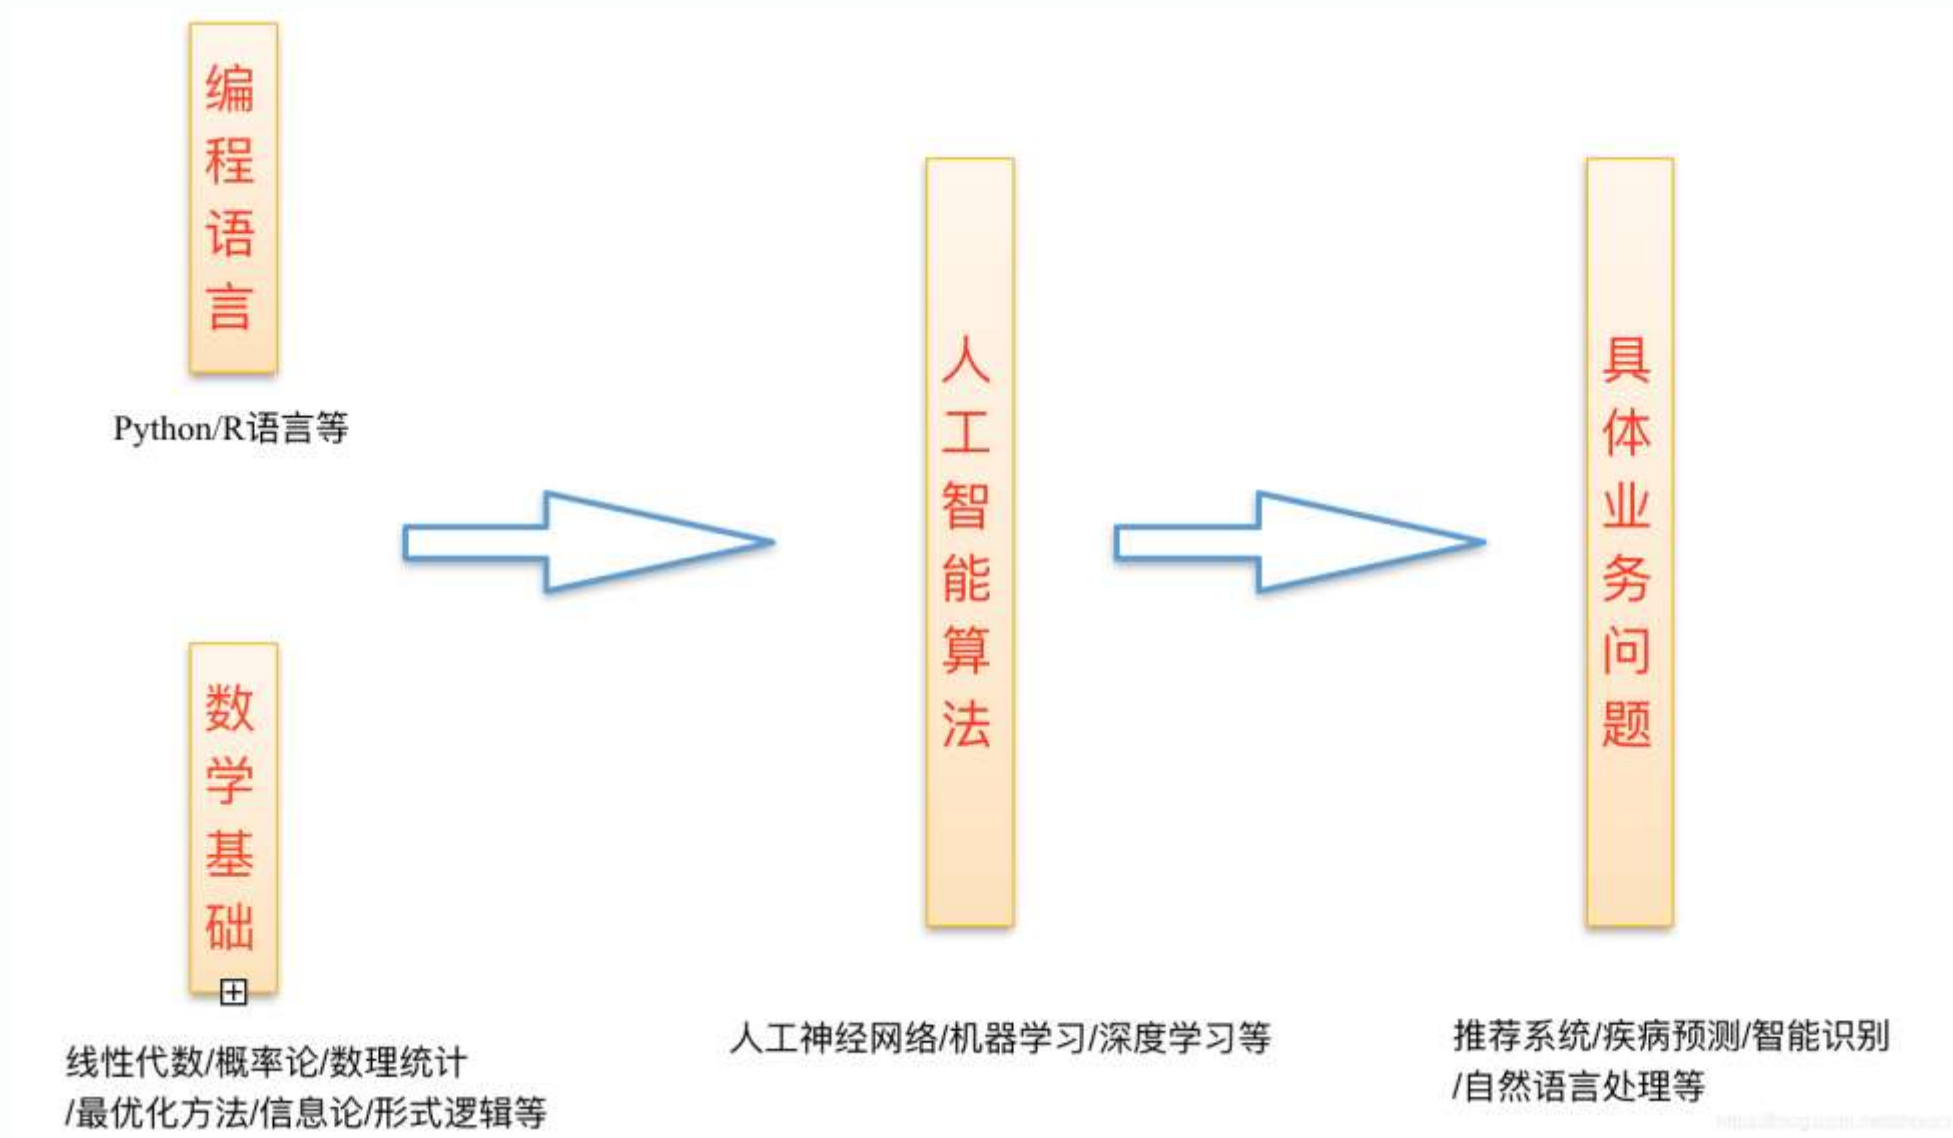 编程语言
Python/R语言等
数学基础
线性代数/概率论/数理统计
/最优化方法/信息论/形式逻辑等
人工智能算法
人工神经网络/机器学习/深度学习等
具体业务问题
推荐系统/疾病预测/智能识别
/自然语言处理等